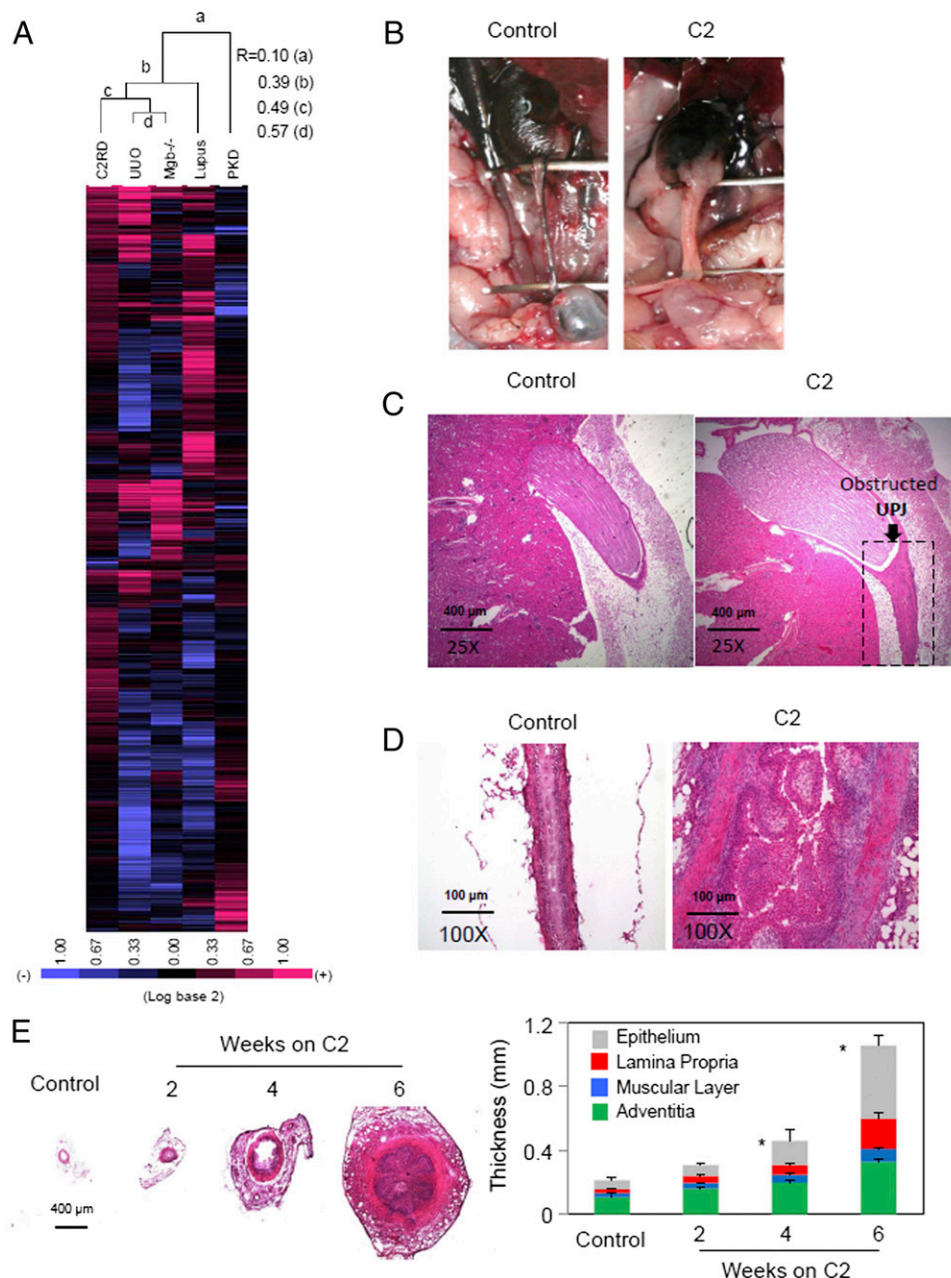 A
a
R=0.10 (a)
b
0.39 (b)
c
0.49 (c)
d
0.57 (d)
C2RD
UUO
Mgb-/-
Lupus
PKD
(-)
1.00
0.67
0.33
0.00
0.33
0.67
1.00
(+)
(Log base 2)
B
Control
C2
C
Control
C2
400 µm
25X
Obstructed
UPJ
400 µm
25X
D
Control
C2
100 µm
100X
100 µm
100X
E
Weeks on C2
Control
2
4
6
400 µm
Thickness (mm)
1.2
0.8
0.4
0
Epithelium
Lamina Propria
Muscular Layer
Adventitia
*
*
Control
2
4
6
Weeks on C2